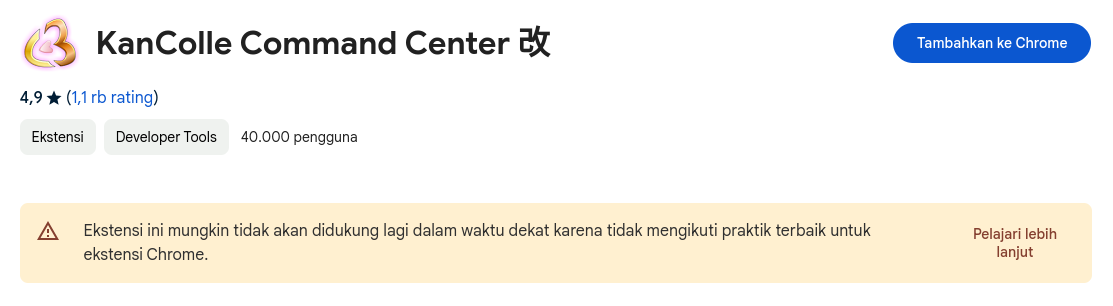 KanColle Command Center 改
Tambahkan ke Chrome
4,9 ★ (1,1 rb rating)
Ekstensi
Developer Tools
40.000 pengguna
Ekstensi ini mungkin tidak akan didukung lagi dalam waktu dekat karena tidak mengikuti praktik terbaik untuk
ekstensi Chrome.
Pelajari lebih
lanjut